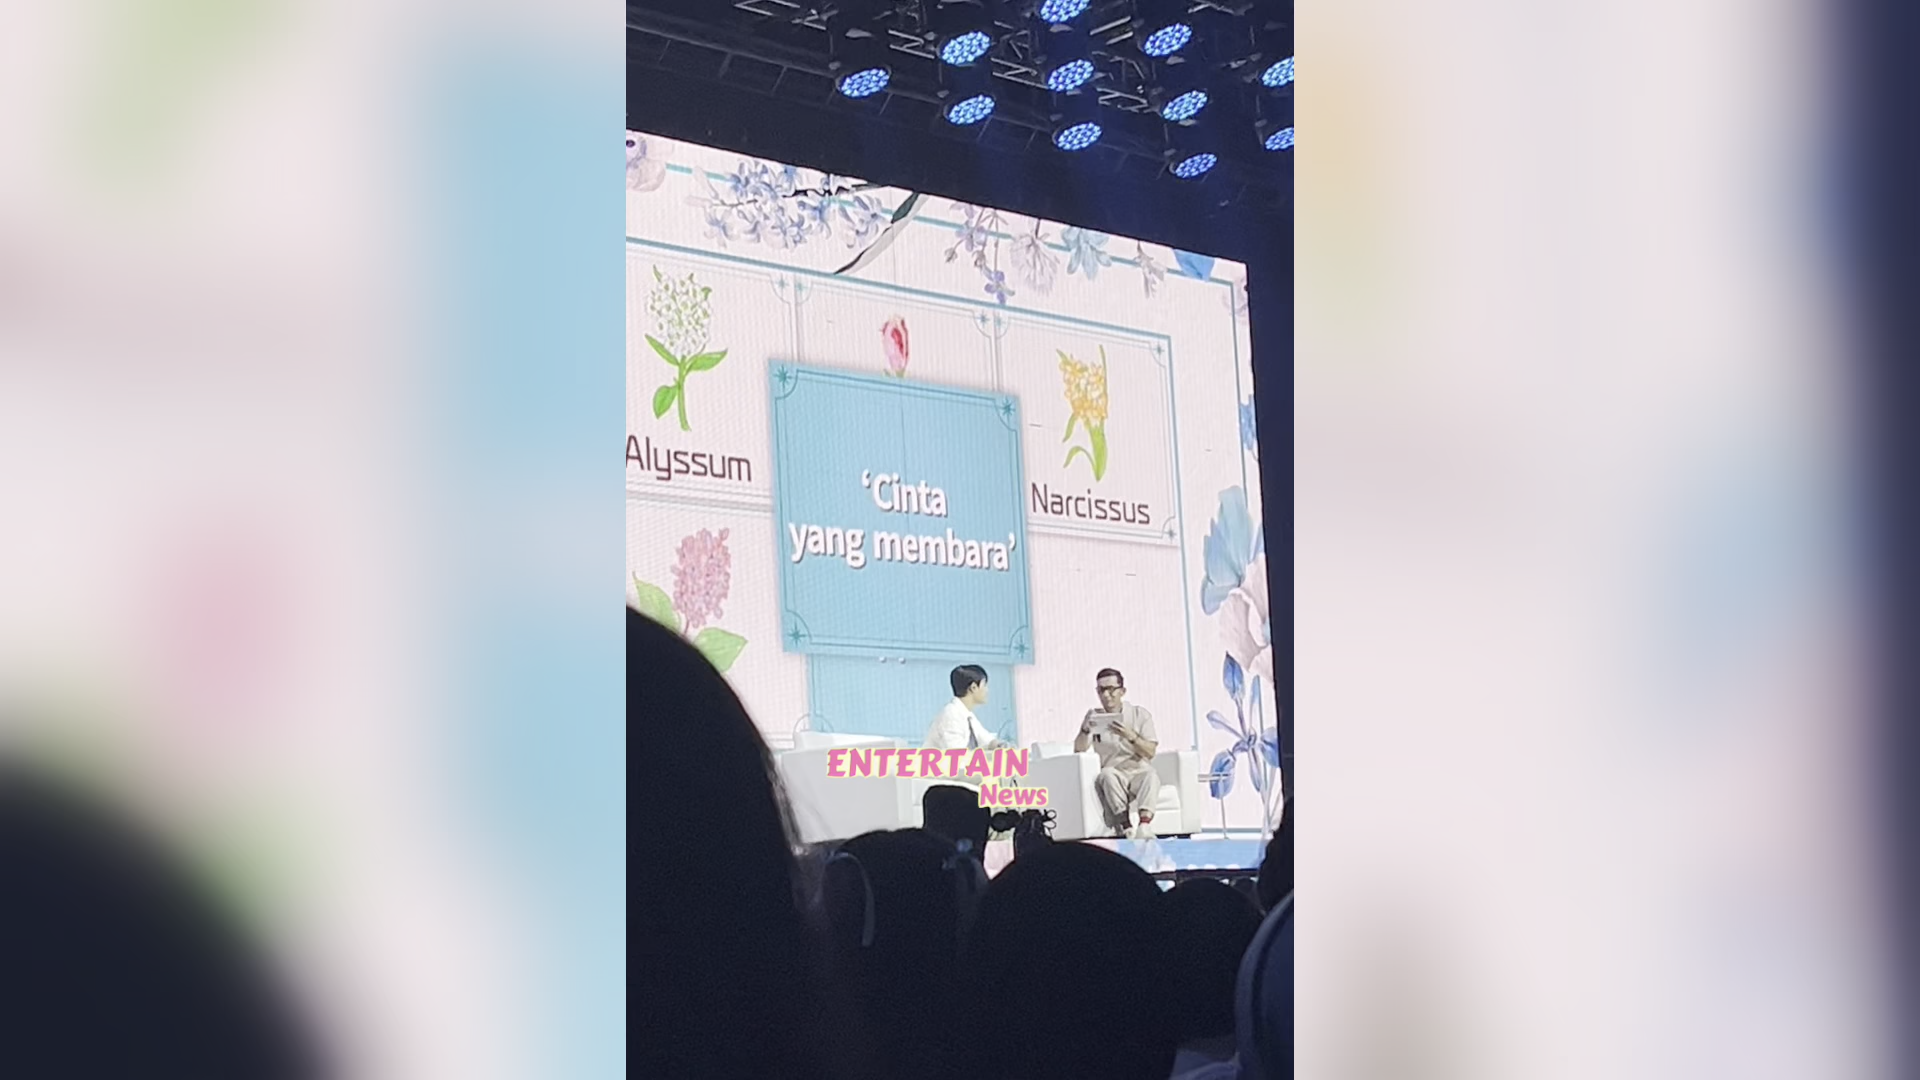 Alyssum
'Cinta
yang membara'
Narcissus
ENTERTAIN
News